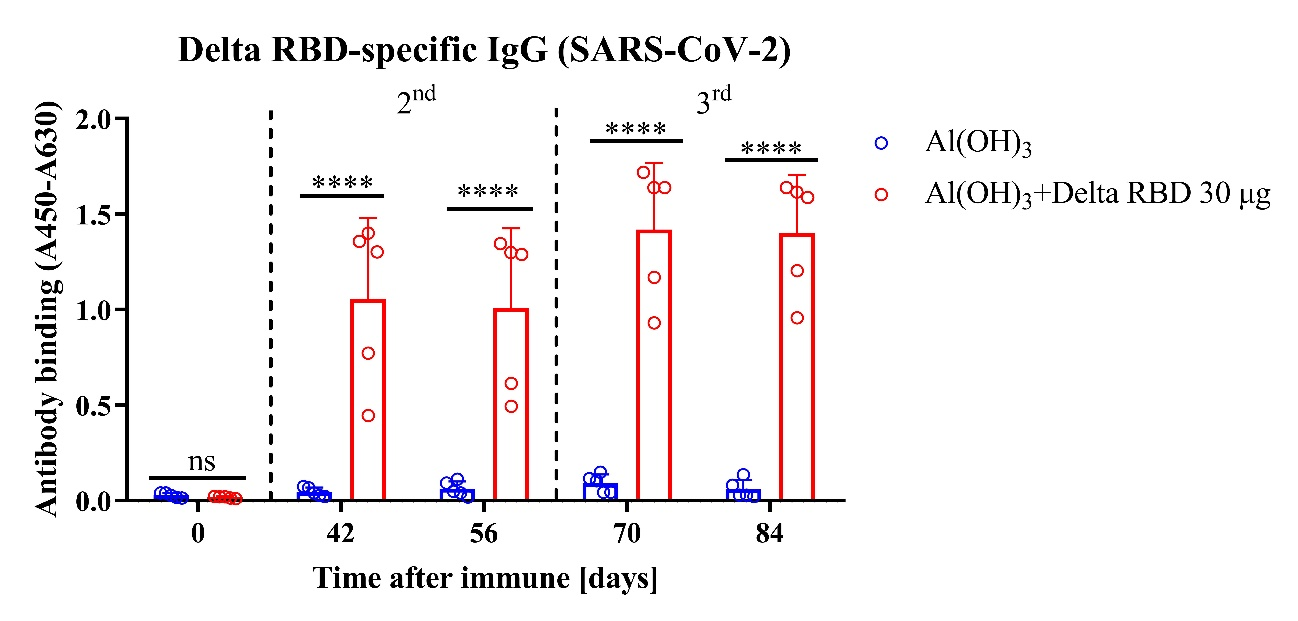 Delta RBD-specific IgG (SARS-CoV-2)
2nd
3rd
Antibody binding (A450-A630)
2.0
1.5
1.0
0.5
0.0
ns
****
****
****
****
0
42
56
70
84
Time after immune [days]
Al(OH)3
Al(OH)3+Delta RBD 30 μg